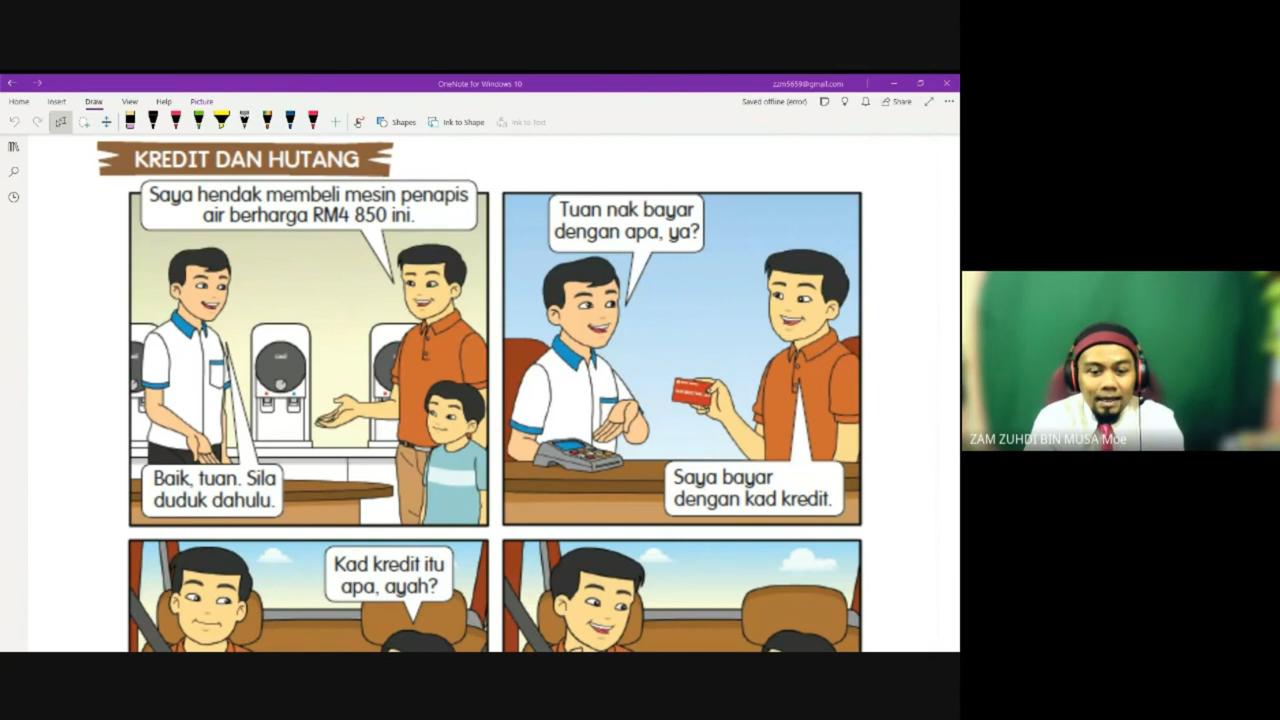 OneNote for Windows 10
zzm5659@gmail.com
Home Insert Draw View Help Picture
Saved offline (error)
Share
Shapes
Ink to Shape
Ink to Text
KREDIT DAN HUTANG
Saya hendak membeli mesin penapis
air berharga RM4 850 ini.
Baik, tuan. Sila
duduk dahulu.
Tuan nak bayar
dengan apa, ya?
Saya bayar
dengan kad kredit.
Kad kredit itu
apa, ayah?
ZAM ZUHDI BIN MUSA Moe